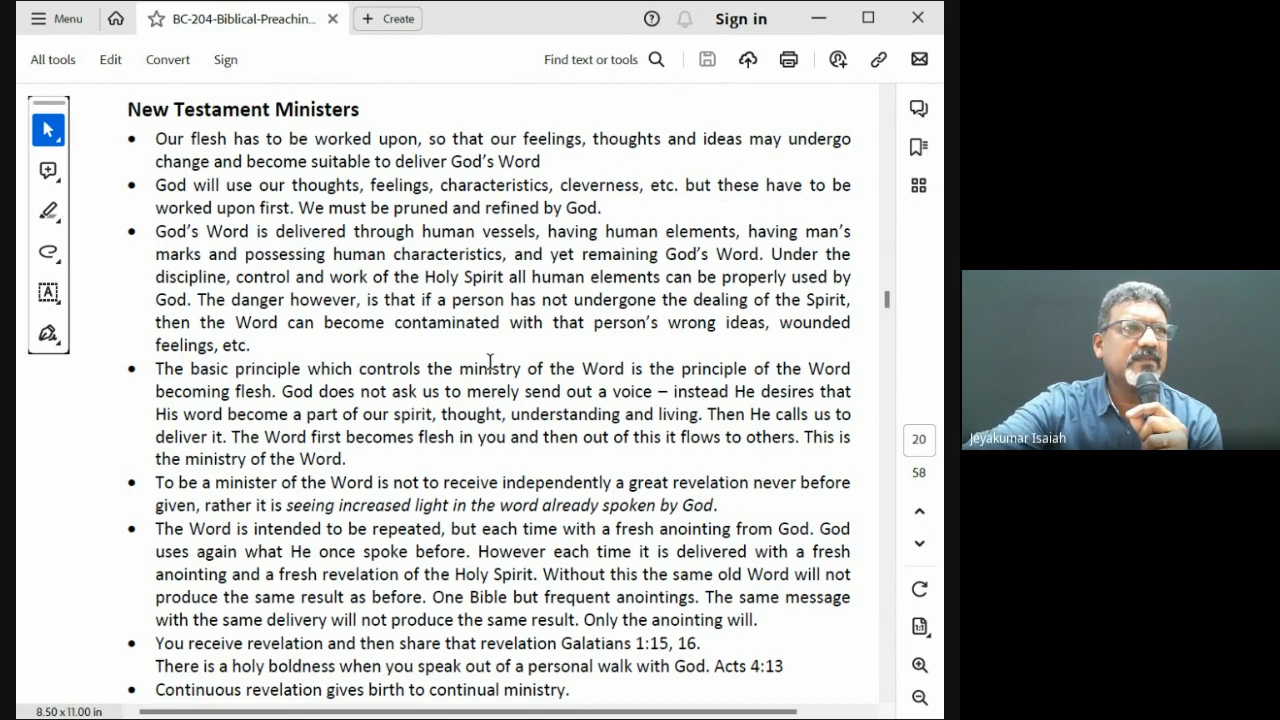 Menu
BC-204-Biblical-Preachin...
Create
Sign in
All tools
Edit
Convert
Sign
Find text or tools
New Testament Ministers
• Our flesh has to be worked upon, so that our feelings, thoughts and ideas may undergo
change and become suitable to deliver God's Word
• God will use our thoughts, feelings, characteristics, cleverness, etc. but these have to be
worked upon first. We must be pruned and refined by God.
• God's Word is delivered through human vessels, having human elements, having man's
marks and possessing human characteristics, and yet remaining God's Word. Under the
discipline, control and work of the Holy Spirit all human elements can be properly used by
God. The danger however, is that if a person has not undergone the dealing of the Spirit,
then the Word can become contaminated with that person's wrong ideas, wounded
feelings, etc.
• The basic principle which controls the ministry of the Word is the principle of the Word
becoming flesh. God does not ask us to merely send out a voice – instead He desires that
His word become a part of our spirit, thought, understanding and living. Then He calls us to
deliver it. The Word first becomes flesh in you and then out of this it flows to others. This is
the ministry of the Word.
• To be a minister of the Word is not to receive independently a great revelation never before
given, rather it is seeing increased light in the word already spoken by God.
• The Word is intended to be repeated, but each time with a fresh anointing from God. God
uses again what He once spoke before. However each time it is delivered with a fresh
anointing and a fresh revelation of the Holy Spirit. Without this the same old Word will not
produce the same result as before. One Bible but frequent anointings. The same message
with the same delivery will not produce the same result. Only the anointing will.
• You receive revelation and then share that revelation Galatians 1:15, 16.
There is a holy boldness when you speak out of a personal walk with God. Acts 4:13
• Continuous revelation gives birth to continual ministry.
20
58
1:1
8.50 x 11.00 in
Jeyakumar Isaiah